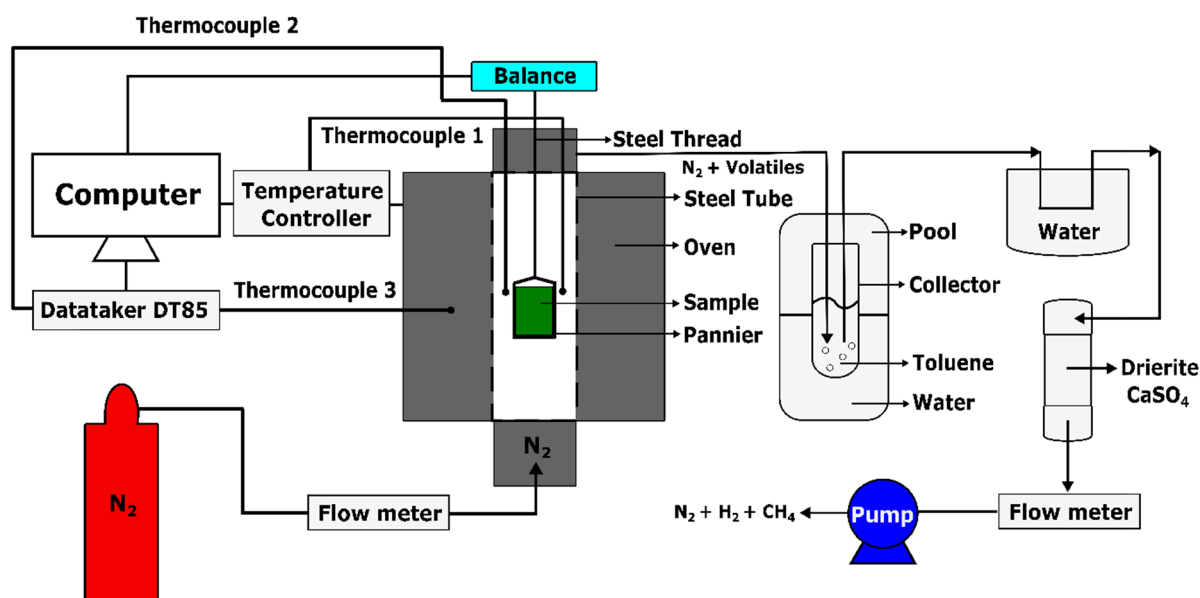 Thermocouple 2
Balance
Thermocouple 1
Steel Thread
N₂ + Volatiles
Computer
Temperature
Controller
Steel Tube
Oven
Pool
Water
Collector
Datataker DT85
Thermocouple 3
Sample
Pannier
Toluene
Water
Drierite
CaSO₄
N₂
N₂
Flow meter
N₂ + H₂ + CH₄
Pump
Flow meter